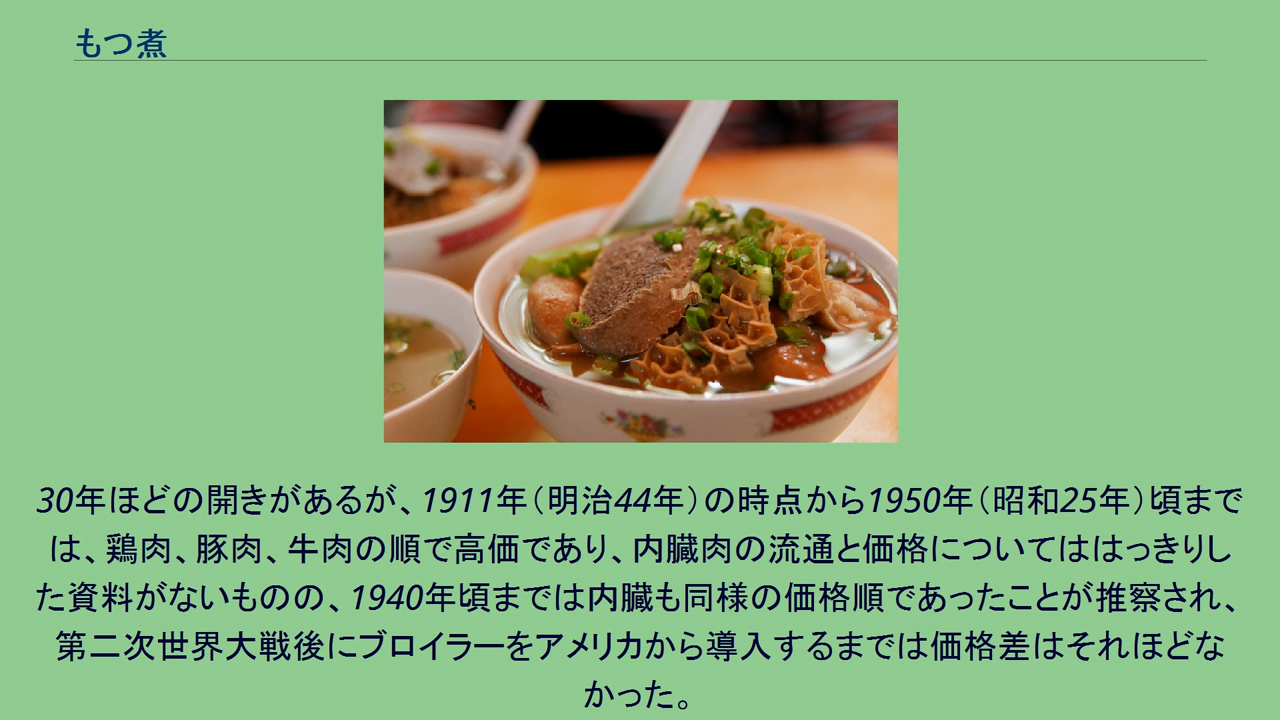 もつ煮
30年ほどの開きがあるが、1911年（明治44年）の時点から1950年（昭和25年）頃まで
は、鶏肉、豚肉、牛肉の順で高価であり、内臓肉の流通と価格についてははっきりし
た資料がないものの、1940年頃までは内臓も同様の価格順であったことが推察され、
第二次世界大戦後にブロイラーをアメリカから導入するまでは価格差はそれほどな
かった。